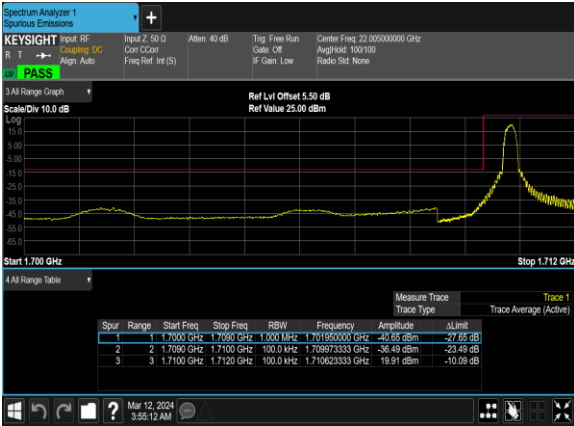 Spectrum Analyzer 1
Spurious Emissions
+
KEYSIGHT Input: RF Input Z: 50 Ω Atten: 40 dB Trig: Free Run Center Freq: 22.005000000 GHz
R T Coupling: DC Corr CCorr Gate: Off Avg|Hold: 100/100
Align: Auto Freq Ref: Int (S) IF Gain: Low Radio Std: None
PASS
3 All Range Graph
Ref Lvl Offset 5.50 dB
Scale/Div 10.0 dB Ref Value 25.00 dBm
Log
15.0
5.00
-5.00
-15.0
-25.0
-35.0
-45.0
-55.0
-65.0
Start 1.700 GHz Stop 1.712 GHz
4 All Range Table
Measure Trace Trace 1
Trace Type Trace Average (Active)
Spur Range Start Freq Stop Freq RBW Frequency Amplitude ΔLimit
1 1 1.7000 GHz 1.7090 GHz 1.000 MHz 1.701950000 GHz -40.65 dBm -27.65 dB
2 2 1.7090 GHz 1.7100 GHz 100.0 kHz 1.709973333 GHz -36.49 dBm -23.49 dB
3 3 1.7100 GHz 1.7120 GHz 100.0 kHz 1.710623333 GHz 19.91 dBm -10.09 dB
?
Mar 12, 2024
3:55:12 AM